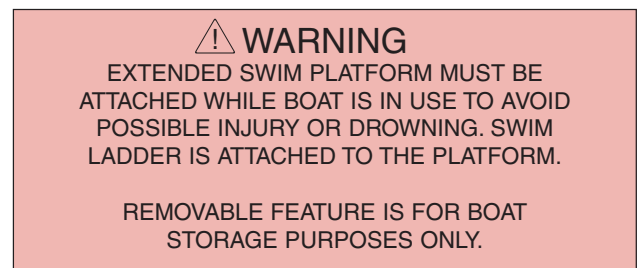 WARNING
EXTENDED SWIM PLATFORM MUST BE
ATTACHED WHILE BOAT IS IN USE TO AVOID
POSSIBLE INJURY OR DROWNING. SWIM
LADDER IS ATTACHED TO THE PLATFORM.
REMOVABLE FEATURE IS FOR BOAT
STORAGE PURPOSES ONLY.